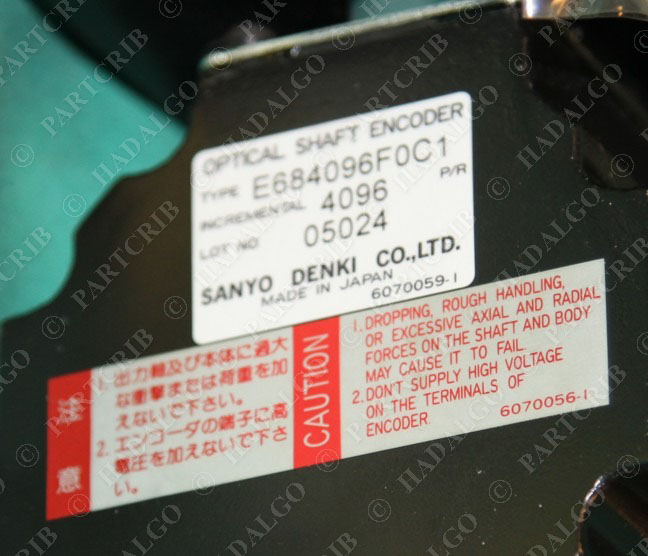 OPTICAL SHAFT ENCODER
TYPE E684096F0C1
INCREMENTAL 4096 P/R
LOT NO 05024
SANYO DENKI CO.,LTD.
MADE IN JAPAN 6070059-1
注意
1. 出力軸及び本体に過大
な衝撃または荷重を加
えないで下さい。
2. エンコーダの端子に高
電圧を加えないで下さ
い。
CAUTION
1. DROPPING, ROUGH HANDLING,
OR EXCESSIVE AXIAL AND RADIAL
FORCES ON THE SHAFT AND BODY
MAY CAUSE IT TO FAIL.
2. DON'T SUPPLY HIGH VOLTAGE
ON THE TERMINALS OF
ENCODER.
6070056-1
© PARTCRIB
© HADALGO